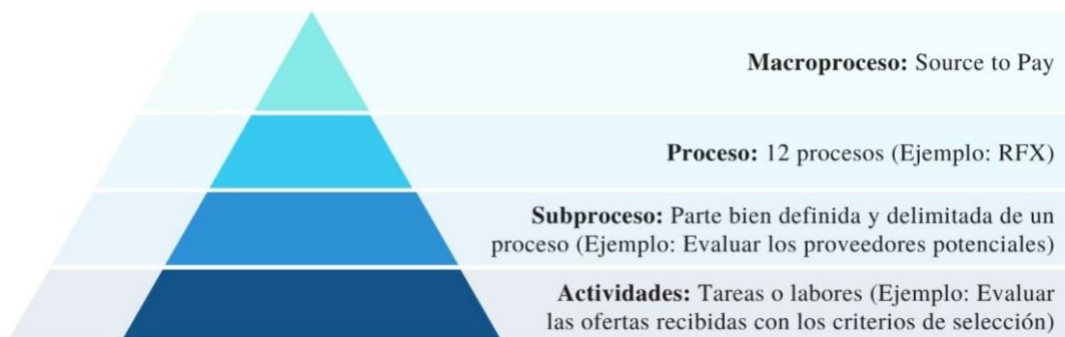 Macroproceso: Source to Pay
Proceso: 12 procesos (Ejemplo: RFX)
Subproceso: Parte bien definida y delimitada de un
proceso (Ejemplo: Evaluar los proveedores potenciales)
Actividades: Tareas o labores (Ejemplo: Evaluar
las ofertas recibidas con los criterios de selección)